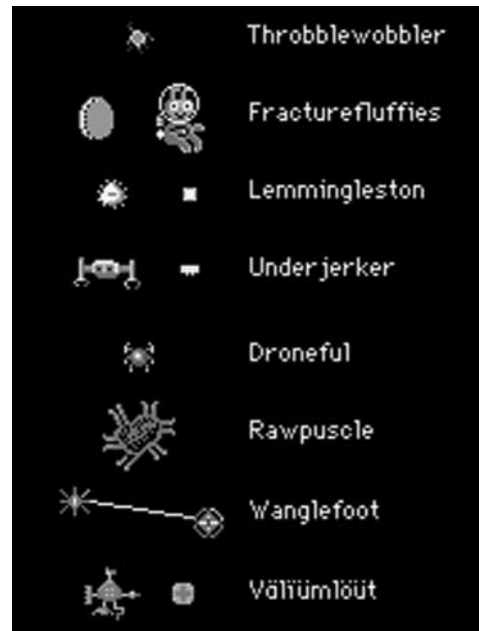 Throbblewobbler
Fracturefluffies
Lemmingleston
Underjerker
Droneful
Rawpuscle
Wanglefoot
Välïümlöüt